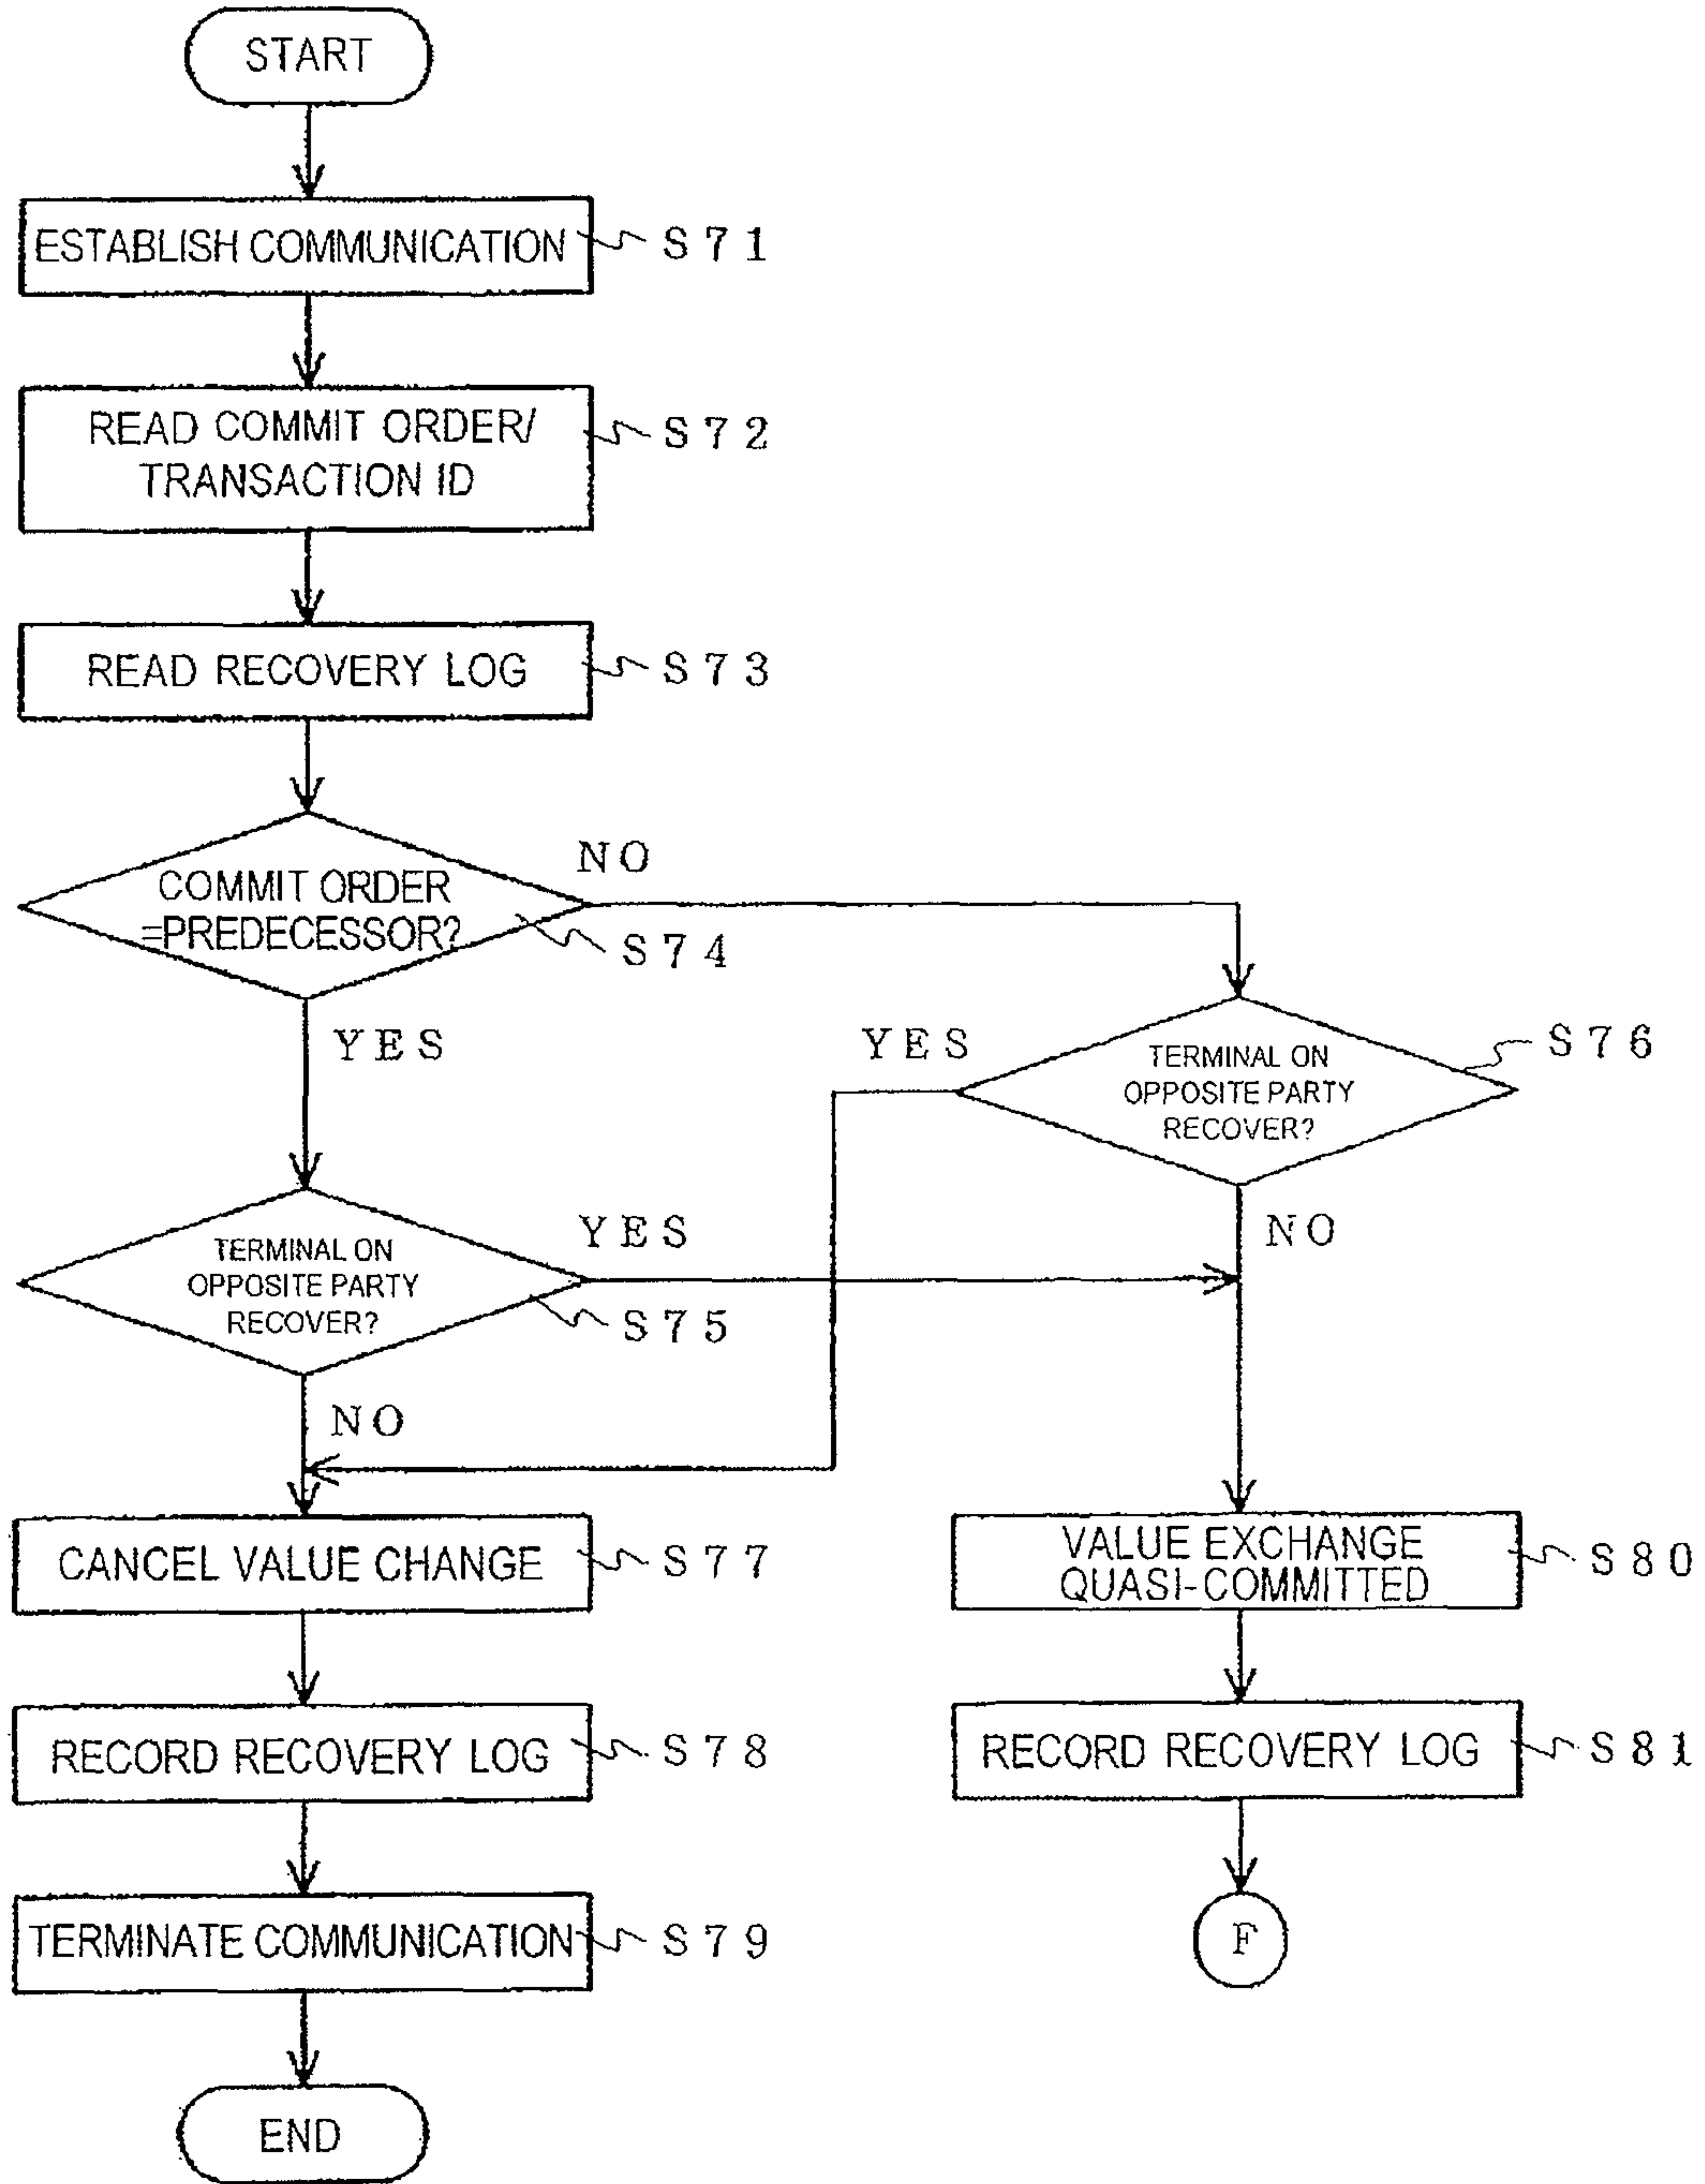 START
ESTABLISH COMMUNICATION
S71
READ COMMIT ORDER/
TRANSACTION ID
S72
READ RECOVERY LOG
S73
COMMIT ORDER
=PREDECESSOR?
S74
NO
YES
TERMINAL ON
OPPOSITE PARTY
RECOVER?
S76
YES
NO
TERMINAL ON
OPPOSITE PARTY
RECOVER?
S75
YES
NO
CANCEL VALUE CHANGE
S77
VALUE EXCHANGE
QUASI-COMMITTED
S80
RECORD RECOVERY LOG
S78
RECORD RECOVERY LOG
S81
TERMINATE COMMUNICATION
S79
F
END